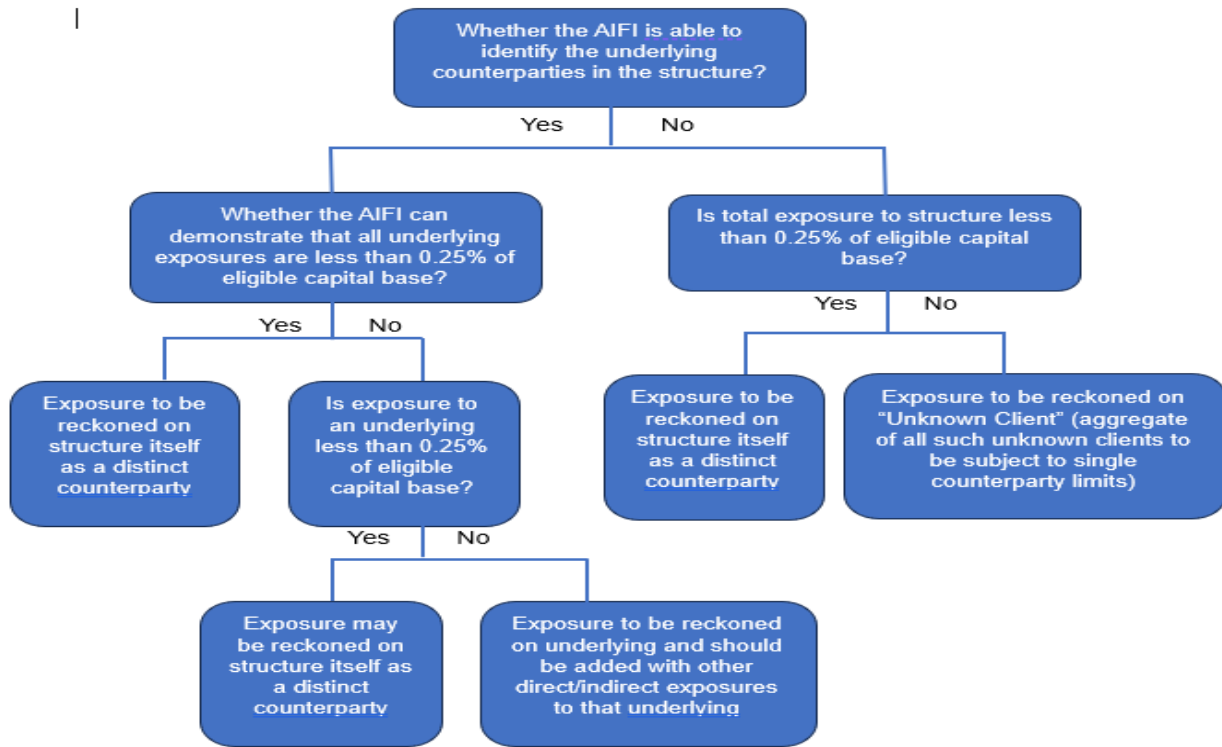 Whether the AIFI is able to
identify the underlying
counterparties in the structure?
Yes
No
Whether the AIFI can
demonstrate that all underlying
exposures are less than 0.25% of
eligible capital base?
Is total exposure to structure less
than 0.25% of eligible capital
base?
Yes
No
Yes
No
Exposure to be
reckoned on
structure itself
as a distinct
counterparty
Is exposure to
an underlying
less than 0.25%
of eligible
capital base?
Exposure to be
reckoned on
structure itself
as a distinct
counterparty
Exposure to be reckoned on
“Unknown Client” (aggregate
of all such unknown clients to
be subject to single
counterparty limits)
Yes
No
Exposure may
be reckoned on
structure itself as
a distinct
counterparty
Exposure to be reckoned
on underlying and should
be added with other
direct/indirect exposures
to that underlying